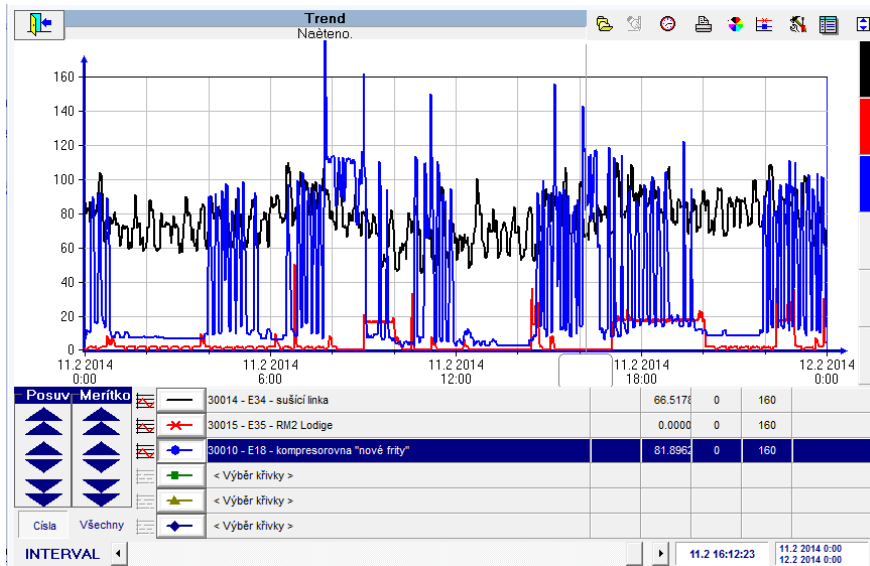 Trend
Naèteno.
160
140
120
100
80
60
40
20
0
11.2 2014 11.2 2014 11.2 2014 11.2 2014 12.2 2014
0:00 6:00 12:00 18:00 0:00
Posuv Merítko
30014 - E34 - sušící linka 66.5178 0 160
30015 - E35 - RM2 Lodige 0.0000 0 160
30010 - E18 - kompresorovna "nové frity" 81.8962 0 160
< Výběr křivky >
< Výběr křivky >
< Výběr křivky >
Císla Všechny
INTERVAL 11.2 16:12:23 11.2 2014 0:00
12.2 2014 0:00